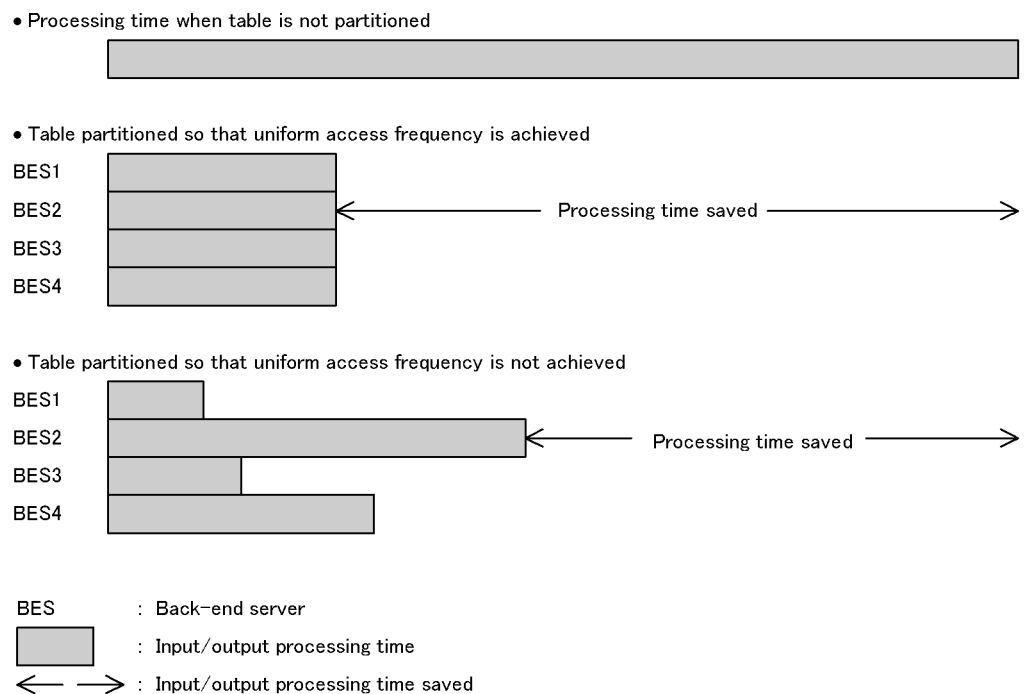 • Processing time when table is not partitioned
• Table partitioned so that uniform access frequency is achieved
BES1
BES2 Processing time saved
BES3
BES4
• Table partitioned so that uniform access frequency is not achieved
BES1
BES2 Processing time saved
BES3
BES4
BES : Back-end server
: Input/output processing time
: Input/output processing time saved